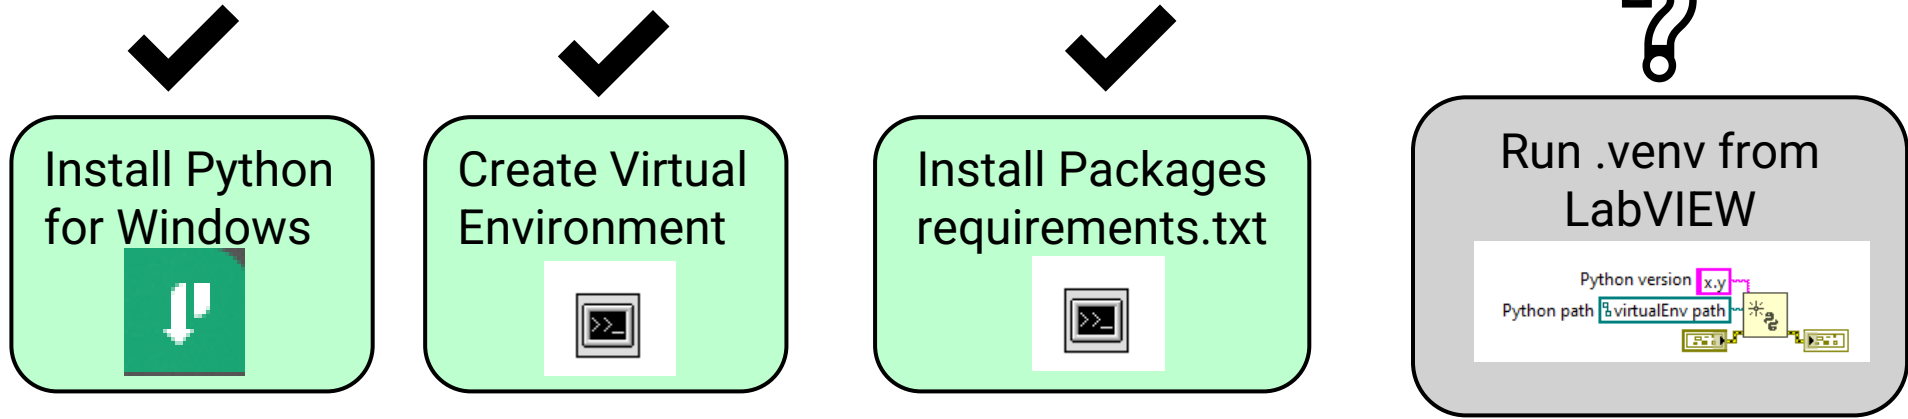 Install Python
for Windows
Create Virtual
Environment
>>_
Install Packages
requirements.txt
>>_
Run .venv from
LabVIEW
Python version x.y
Python path virtualEnv path